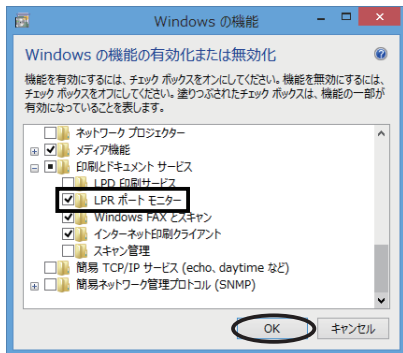 Windows の機能
Windows の機能の有効化または無効化
機能を有効にするには、チェック ボックスをオンにしてください。機能を無効にするには、
チェック ボックスをオフにしてください。塗りつぶされたチェック ボックスは、機能の一部が
有効になっていることを表します。
ネットワーク プロジェクター
メディア機能
印刷とドキュメント サービス
LPD 印刷サービス
LPR ポート モニター
Windows FAX とスキャン
インターネット印刷クライアント
スキャン管理
簡易 TCP/IP サービス (echo、daytime など)
簡易ネットワーク管理プロトコル (SNMP)
OK
キャンセル